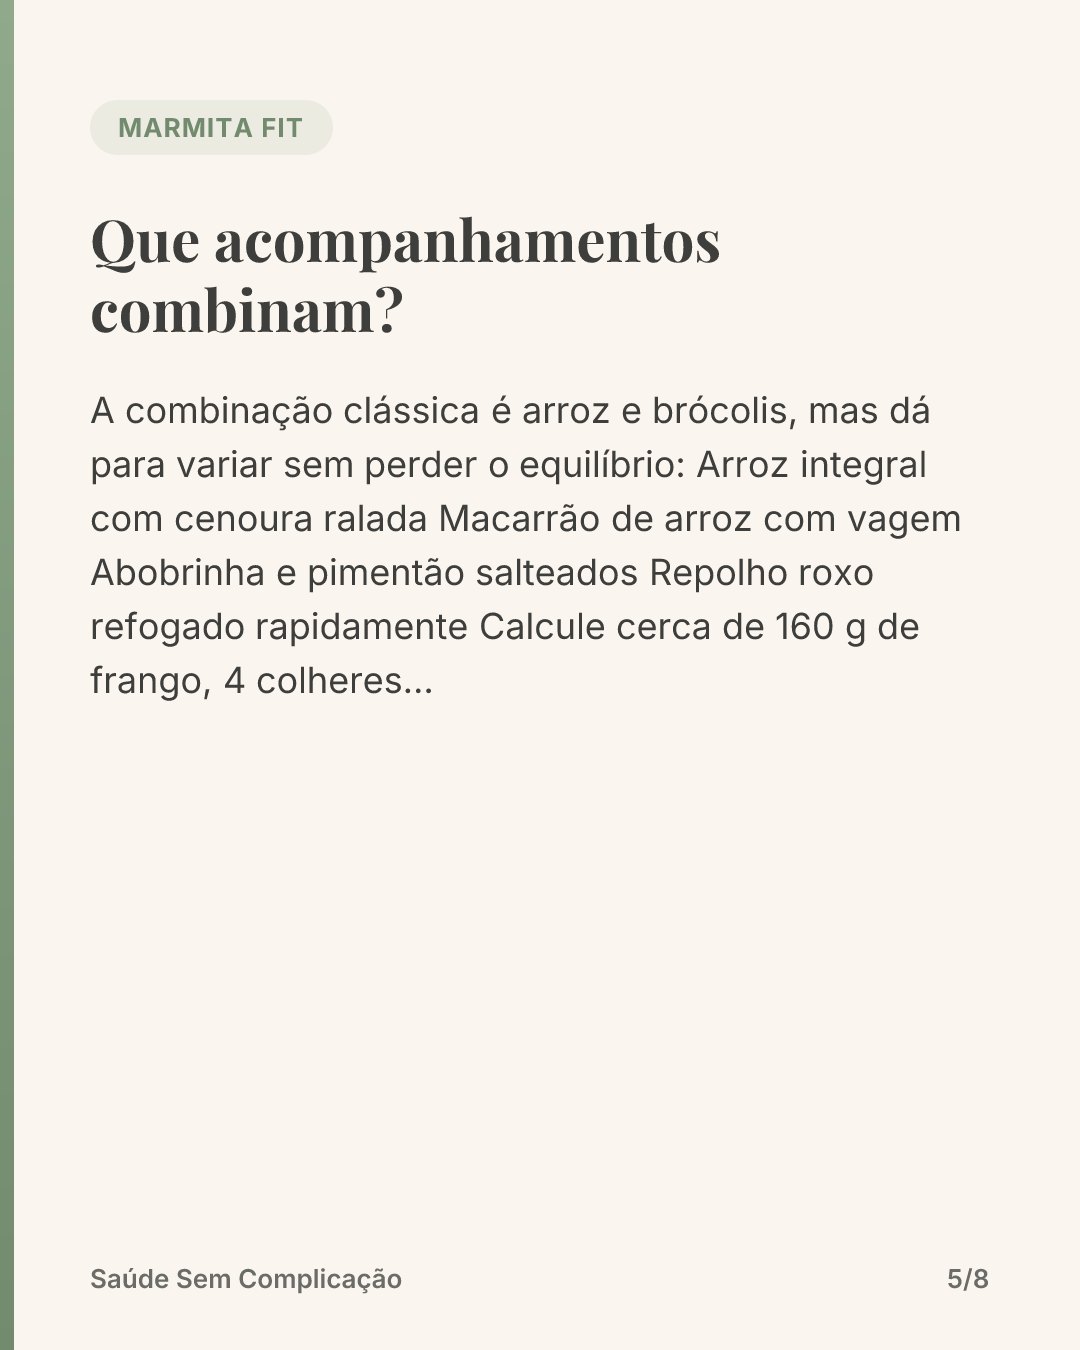 MARMITA FIT
Que acompanhamentos
combinam?
A combinação clássica é arroz e brócolis, mas dá
para variar sem perder o equilíbrio: Arroz integral
com cenoura ralada Macarrão de arroz com vagem
Abobrinha e pimentão salteados Repolho roxo
refogado rapidamente Calcule cerca de 160 g de
frango, 4 colheres...
Saúde Sem Complicação
5/8